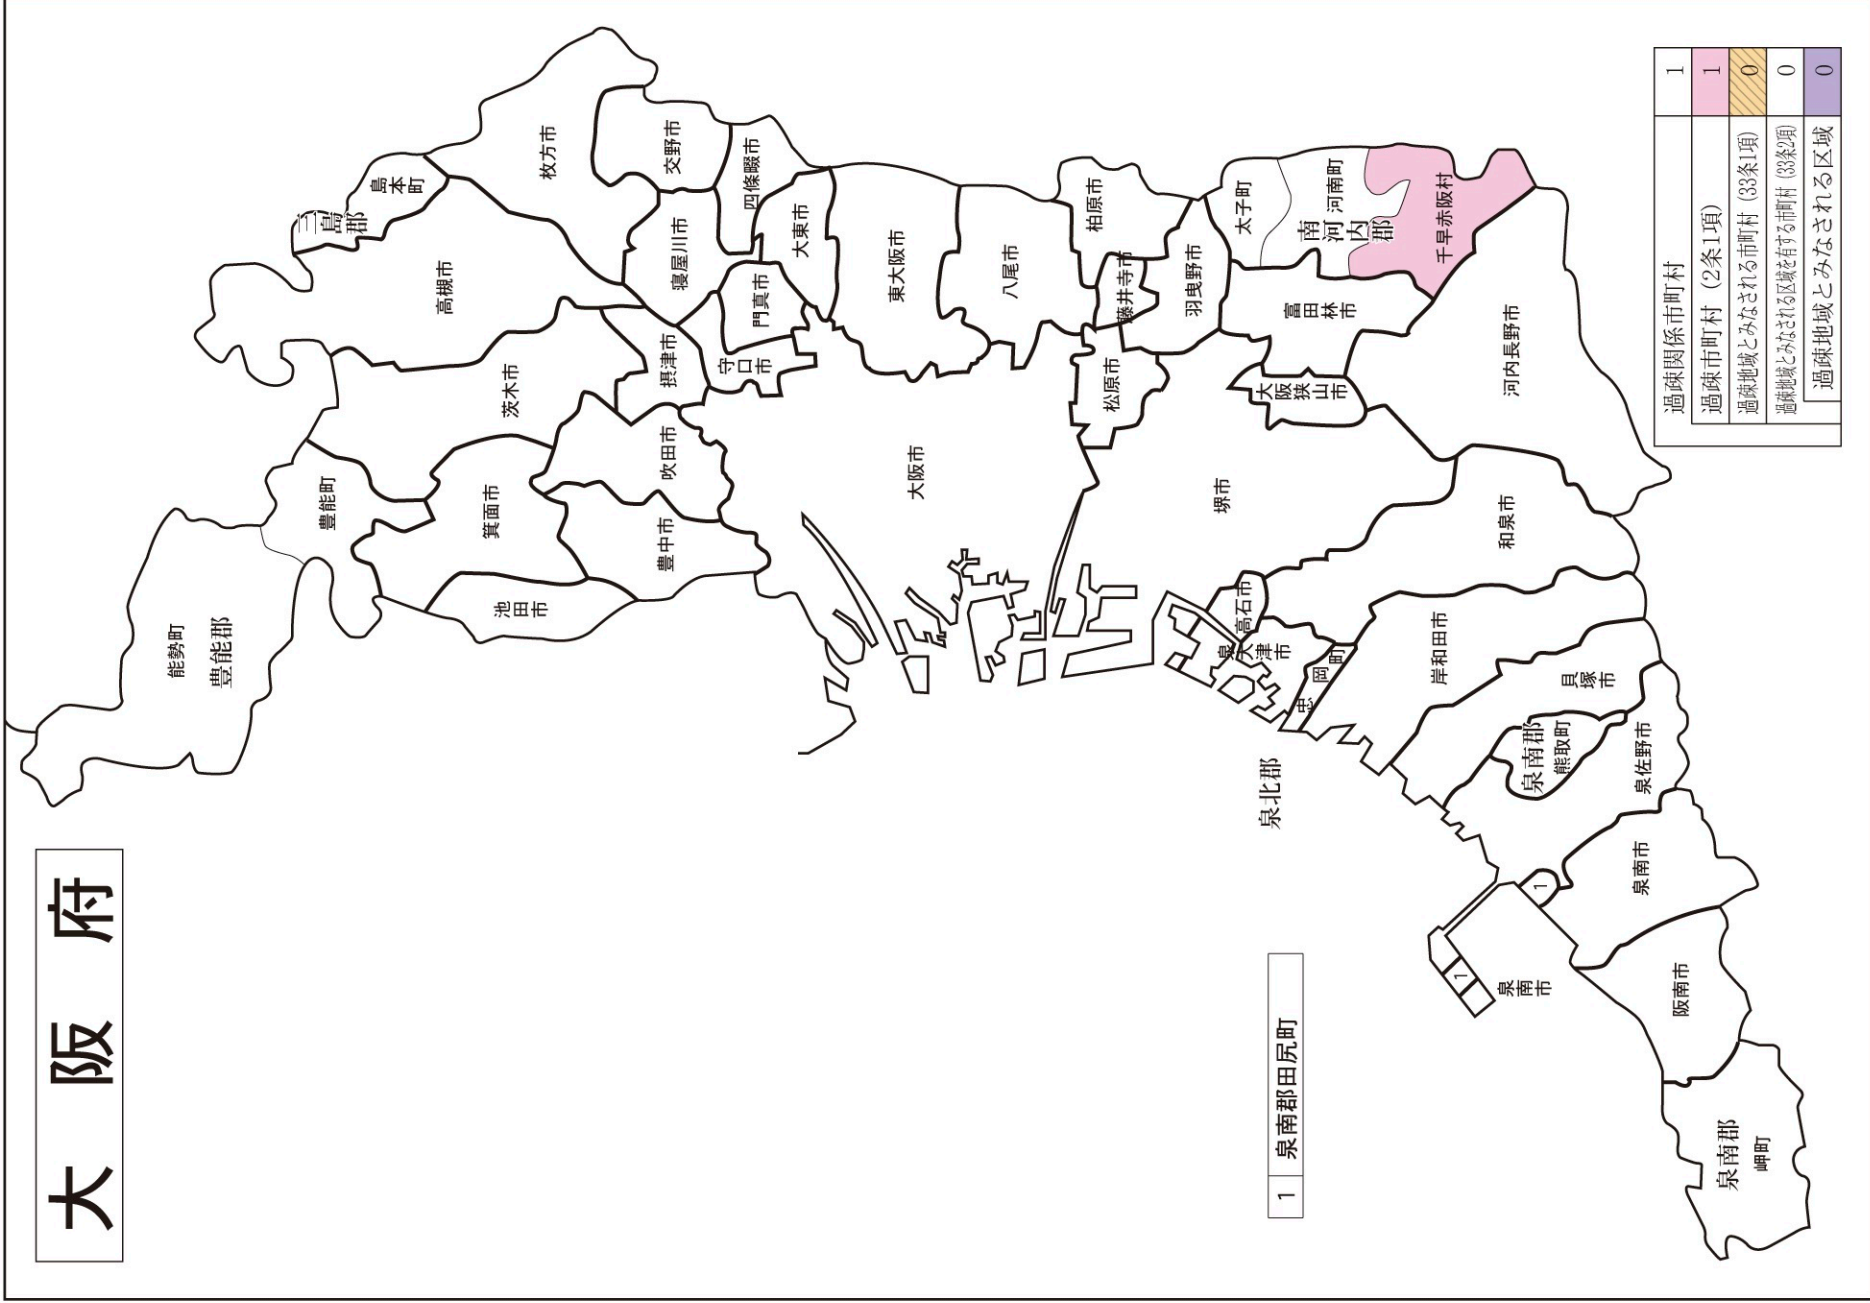 大阪府
能勢町
豊能郡
豊能町
池田市
箕面市
豊中市
茨木市
吹田市
高槻市
摂津市
三島郡
島本町
枚方市
交野市
寝屋川市
四條畷市
門真市
守口市
大東市
東大阪市
大阪市
八尾市
柏原市
藤井寺市
松原市
羽曳野市
太子町
河南町
南河内郡
千早赤阪村
富田林市
大阪狭山市
河内長野市
堺市
高石市
泉大津市
忠岡町
泉北郡
和泉市
岸和田市
貝塚市
泉南郡
熊取町
泉佐野市
1
泉南市
1
泉南市
阪南市
泉南郡
岬町
1 泉南郡田尻町
過疎関係市町村 1
過疎市町村(2条1項) 1
過疎地域とみなされる市町村(33条1項) 0
過疎地域とみなされる区域を有する市町村(33条2項) 0
過疎地域とみなされる区域 0